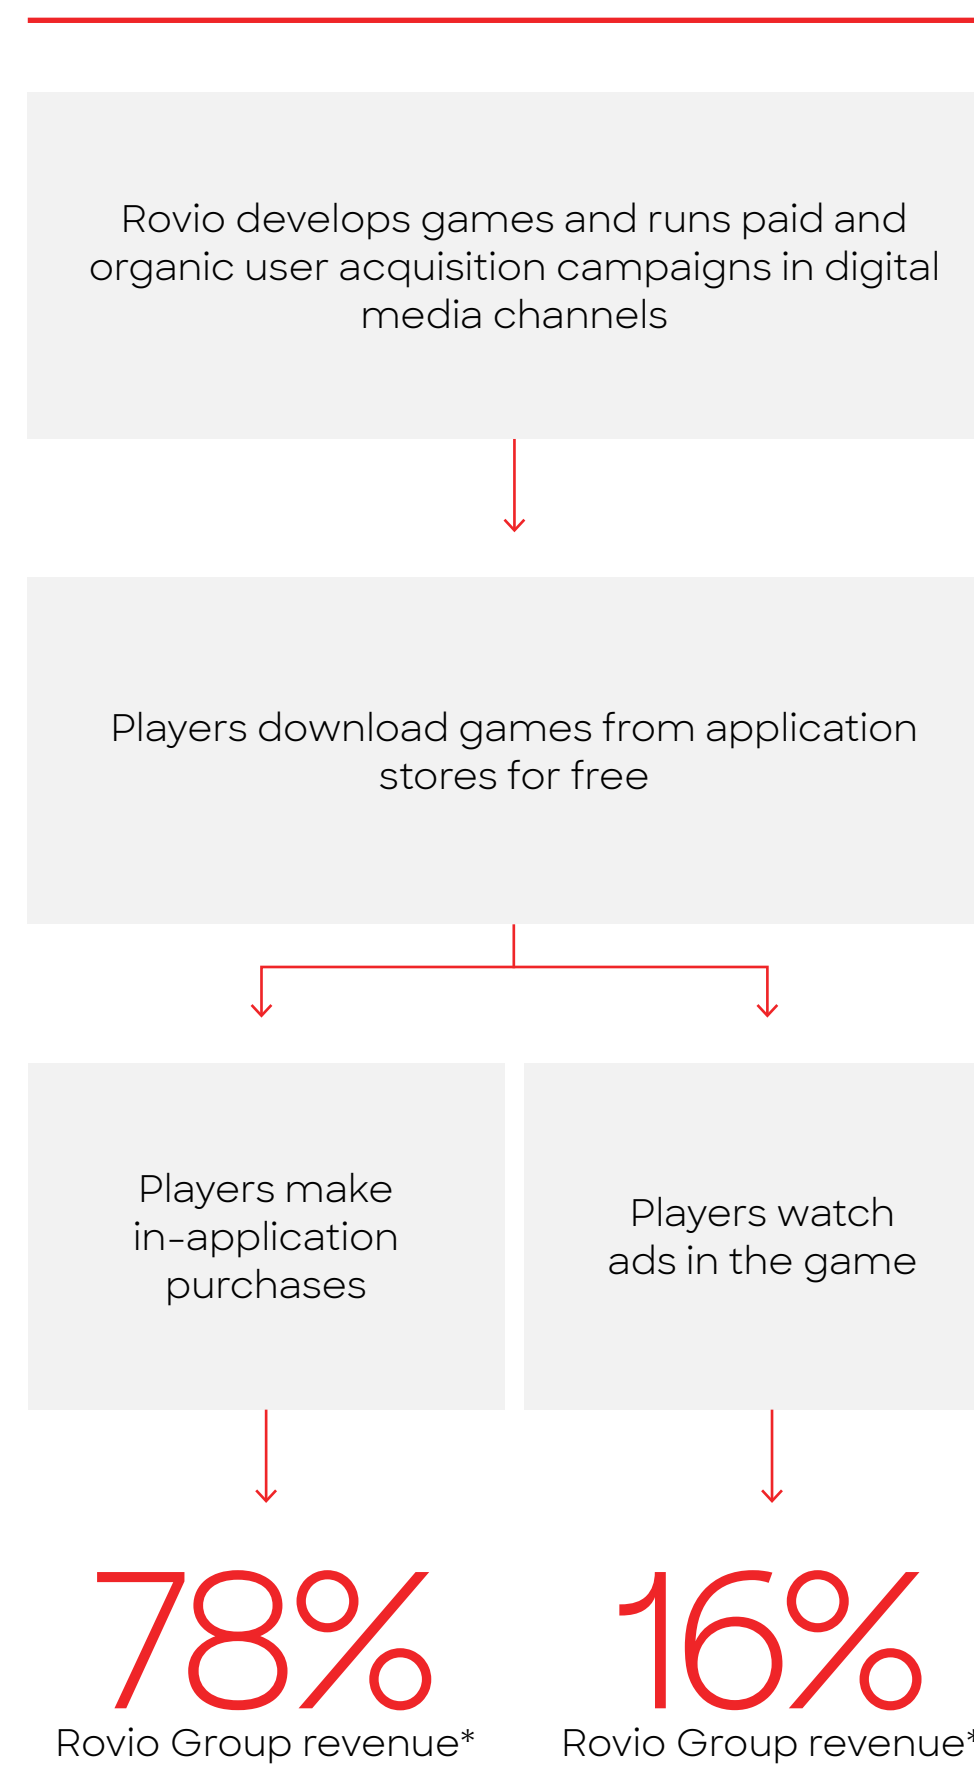 Rovio develops games and runs paid and
organic user acquisition campaigns in digital
media channels
Players download games from application
stores for free
Players make
in-application
purchases
Players watch
ads in the game
78%
Rovio Group revenue*
16%
Rovio Group revenue*